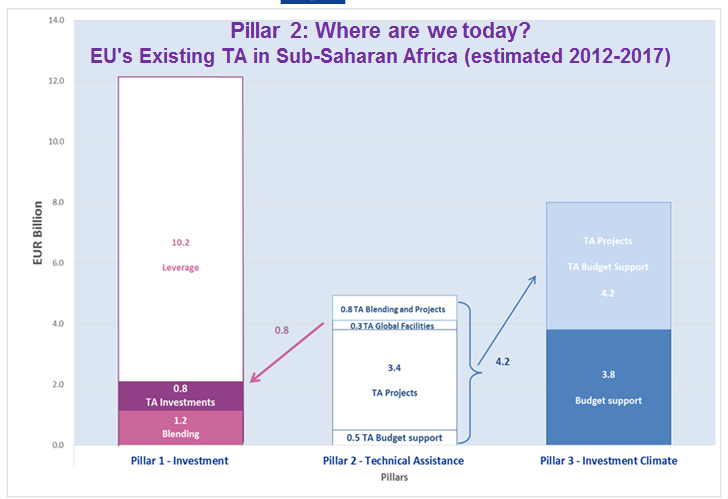 Pillar 2: Where are we today?
EU's Existing TA in Sub-Saharan Africa (estimated 2012-2017)
14.0
12.0
10.0
8.0
6.0
4.0
2.0
0.0
EUR Billion
10.2
Leverage
0.8
TA Investments
1.2
Blending
0.8
0.8 TA Blending and Projects
0.3 TA Global Facilities
3.4
TA Projects
0.5 TA Budget support
4.2
TA Projects
TA Budget Support
4.2
3.8
Budget support
Pillar 1 - Investment
Pillar 2 - Technical Assistance
Pillar 3 - Investment Climate
Pillars